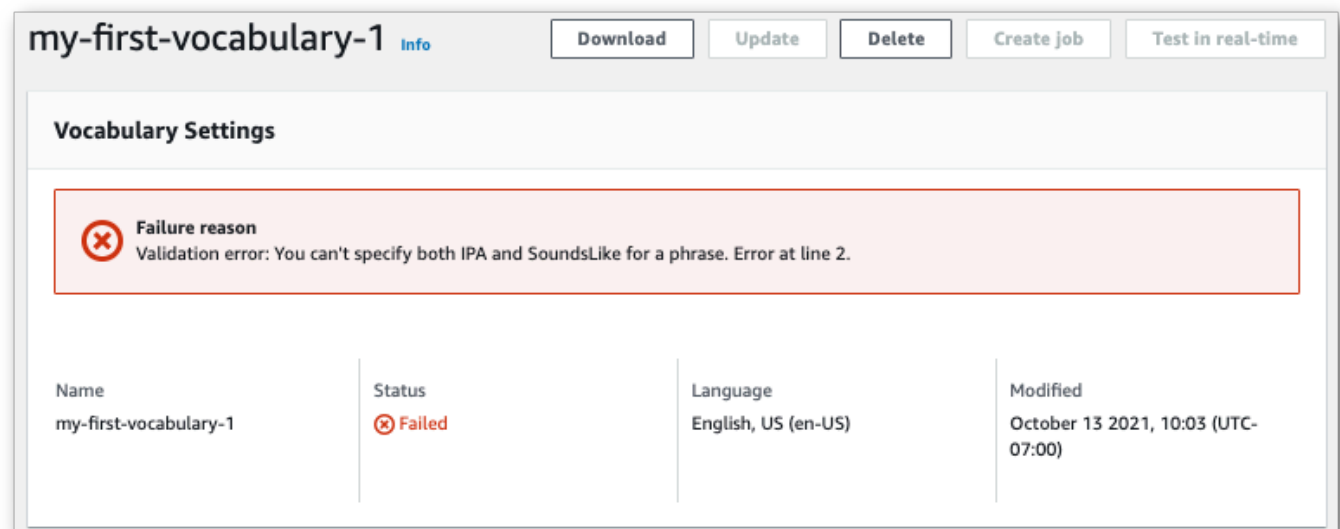 my-first-vocabulary-1 Info Download Update Delete Create job Test in real-time
Vocabulary Settings
Failure reason
Validation error: You can't specify both IPA and SoundsLike for a phrase. Error at line 2.
Name Status Language Modified
my-first-vocabulary-1 Failed English, US (en-US) October 13 2021, 10:03 (UTC-
07:00)